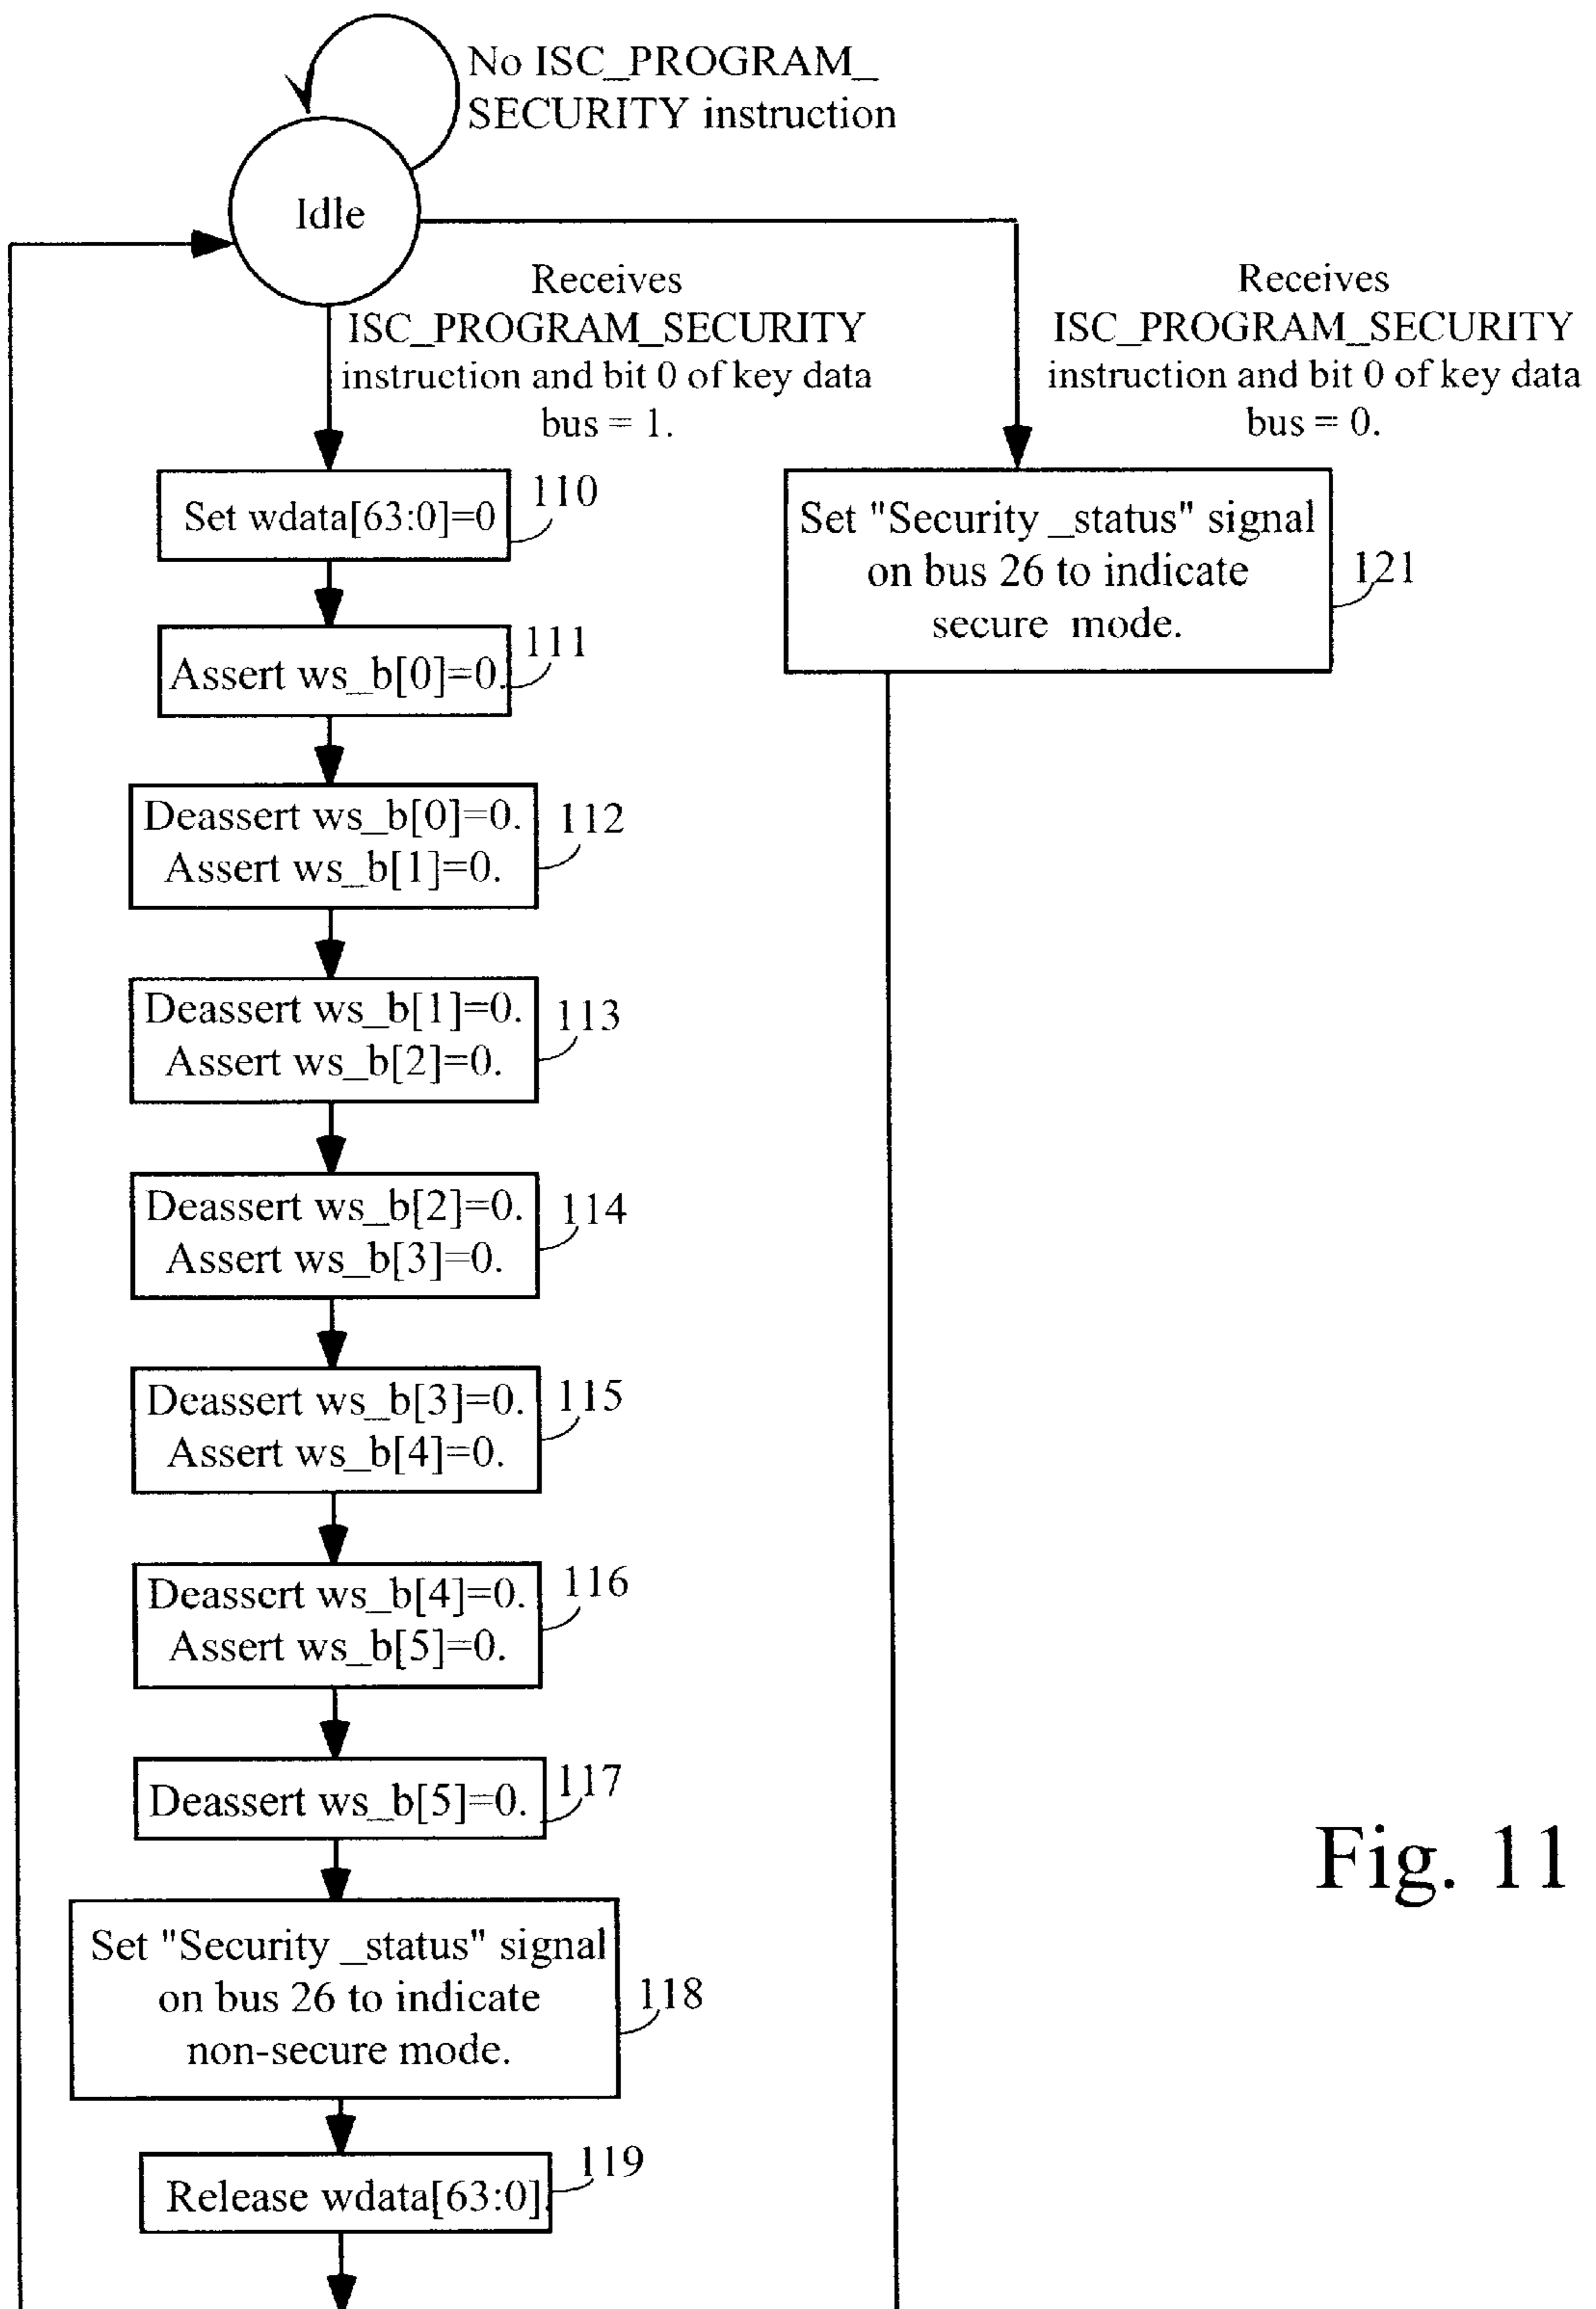 No ISC_PROGRAM_
SECURITY instruction
Idle
Receives
ISC_PROGRAM_SECURITY
instruction and bit 0 of key data
bus = 1.
Receives
ISC_PROGRAM_SECURITY
instruction and bit 0 of key data
bus = 0.
Set wdata[63:0]=0
110
Set "Security _status" signal
on bus 26 to indicate
secure mode.
121
Assert ws_b[0]=0.
111
Deassert ws_b[0]=0.
Assert ws_b[1]=0.
112
Deassert ws_b[1]=0.
Assert ws_b[2]=0.
113
Deassert ws_b[2]=0.
Assert ws_b[3]=0.
114
Deassert ws_b[3]=0.
Assert ws_b[4]=0.
115
Deassert ws_b[4]=0.
Assert ws_b[5]=0.
116
Deassert ws_b[5]=0.
117
Set "Security _status" signal
on bus 26 to indicate
non-secure mode.
118
Release wdata[63:0]
119
Fig. 11